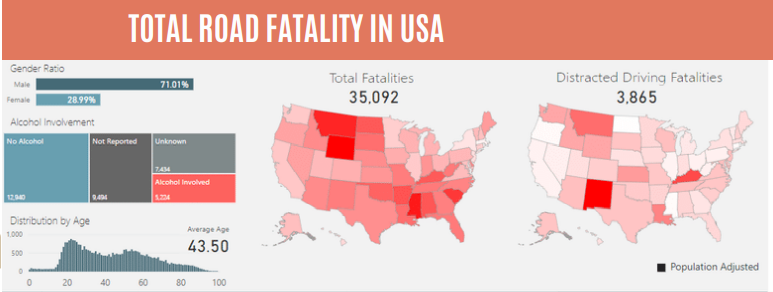 TOTAL ROAD FATALITY IN USA
Gender Ratio
Male 71.01%
Female 28.99%
Alcohol Involvement
No Alcohol
12,940
Not Reported
9,494
Unknown
7,434
Alcohol Involved
5,224
Distribution by Age
Average Age
43.50
1,000
500
0
0 20 40 60 80 100
Total Fatalities
35,092
Distracted Driving Fatalities
3,865
Population Adjusted